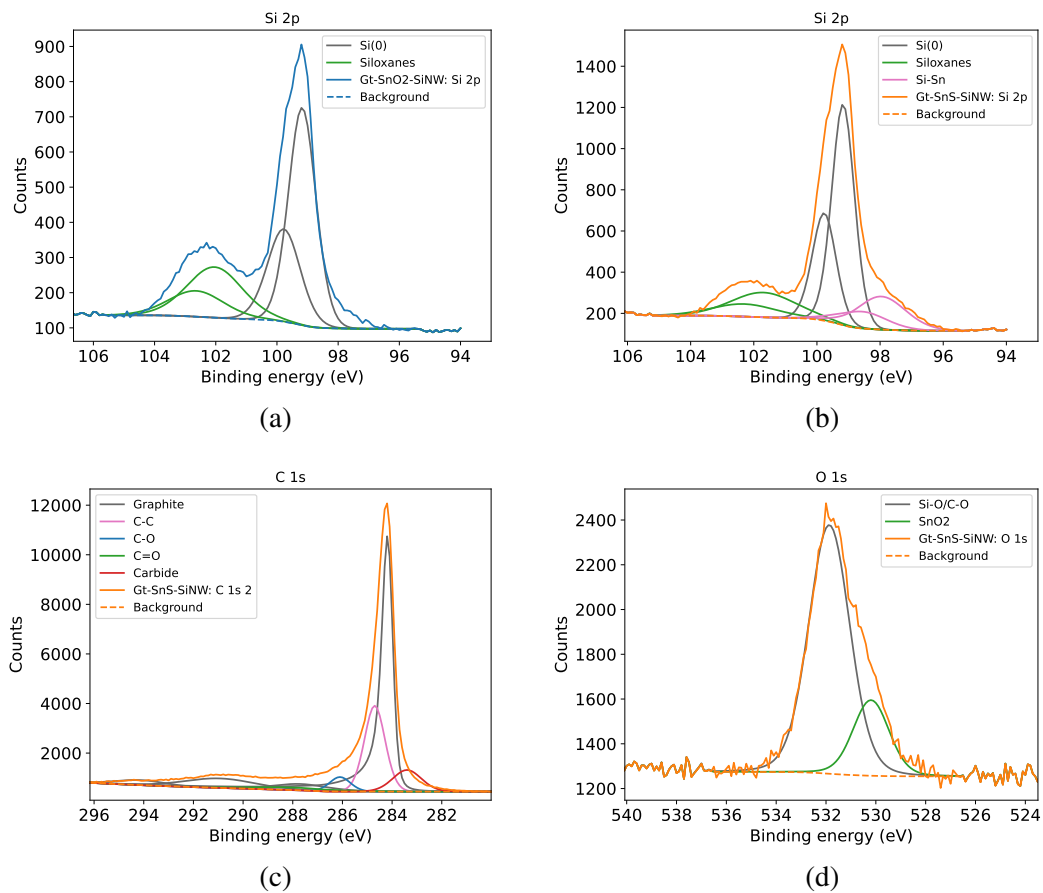 Si 2p
900
800
700
600
500
400
300
200
100
Counts
Si(0)
Siloxanes
Gt-SnO2-SiNW: Si 2p
Background
106 104 102 100 98 96 94
Binding energy (eV)
(a)
Si 2p
1400
1200
1000
800
600
400
200
Counts
Si(0)
Siloxanes
Si-Sn
Gt-SnS-SiNW: Si 2p
Background
106 104 102 100 98 96 94
Binding energy (eV)
(b)
C 1s
12000
10000
8000
6000
4000
2000
Counts
Graphite
C-C
C-O
C=O
Carbide
Gt-SnS-SiNW: C 1s 2
Background
296 294 292 290 288 286 284 282
Binding energy (eV)
(c)
O 1s
2400
2200
2000
1800
1600
1400
1200
Counts
Si-O/C-O
SnO2
Gt-SnS-SiNW: O 1s
Background
540 538 536 534 532 530 528 526 524
Binding energy (eV)
(d)